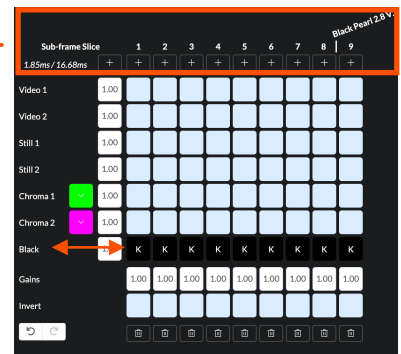 Black Pearl 2.8 V.
Sub-frame Slice 1 2 3 4 5 6 7 8 9
1.85ms / 16.68ms + + + + + + + + + +
Video 1 1.00
Video 2 1.00
Still 1 1.00
Still 2 1.00
Chroma 1 1.00
Chroma 2 1.00
Black K K K K K K K K K
Gains 1.00 1.00 1.00 1.00 1.00 1.00 1.00 1.00 1.00
Invert